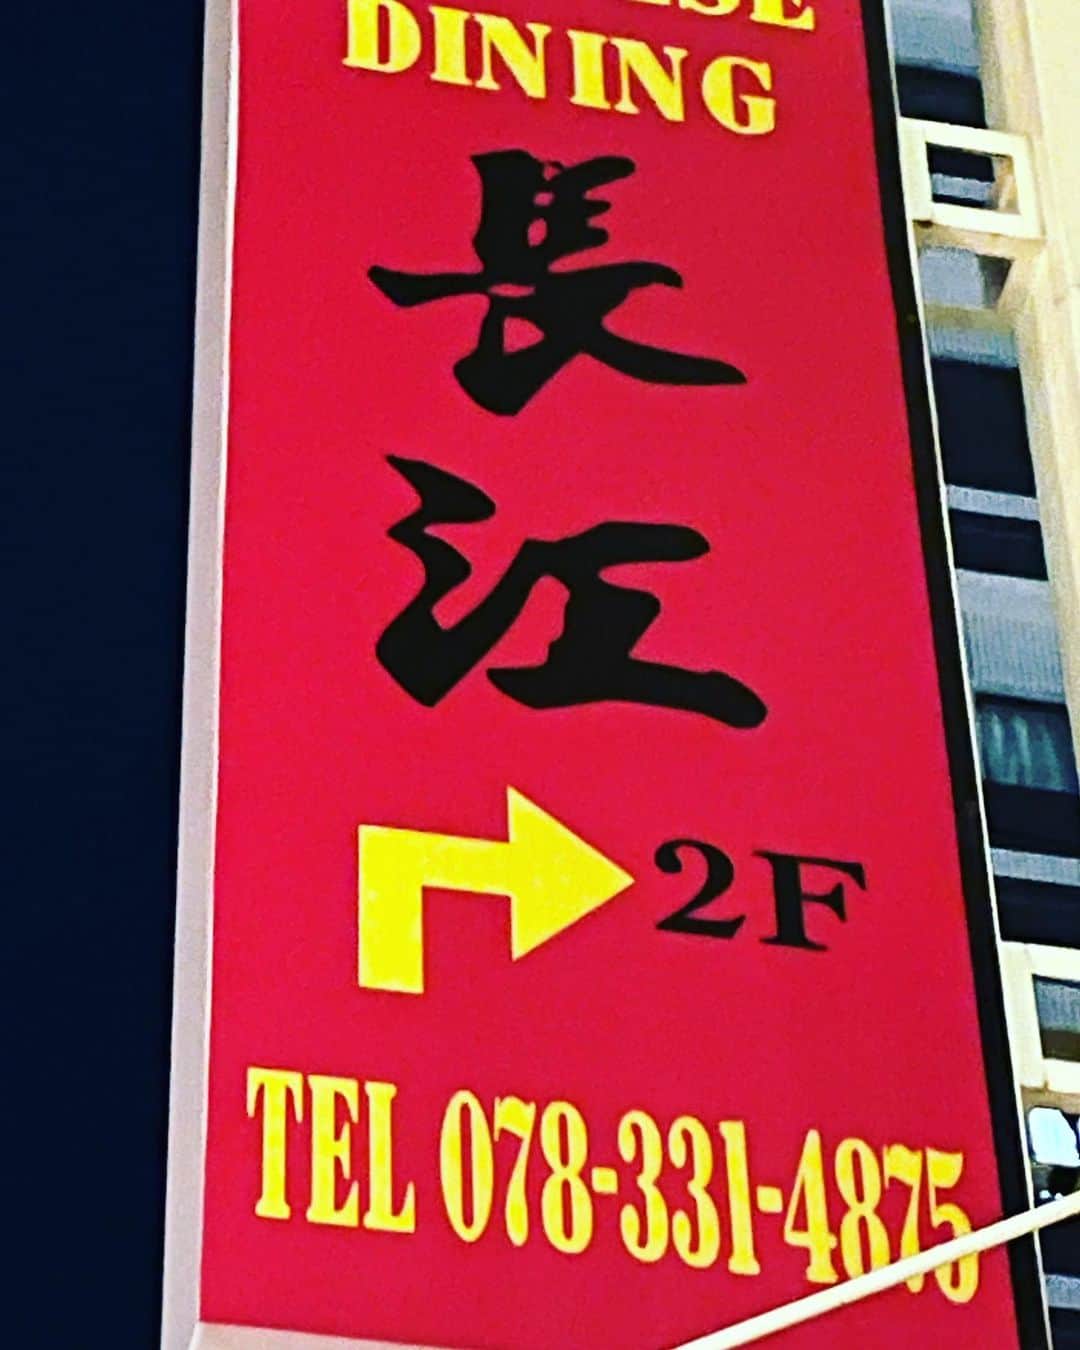 DINING
長江
2F
TEL 078-331-4875